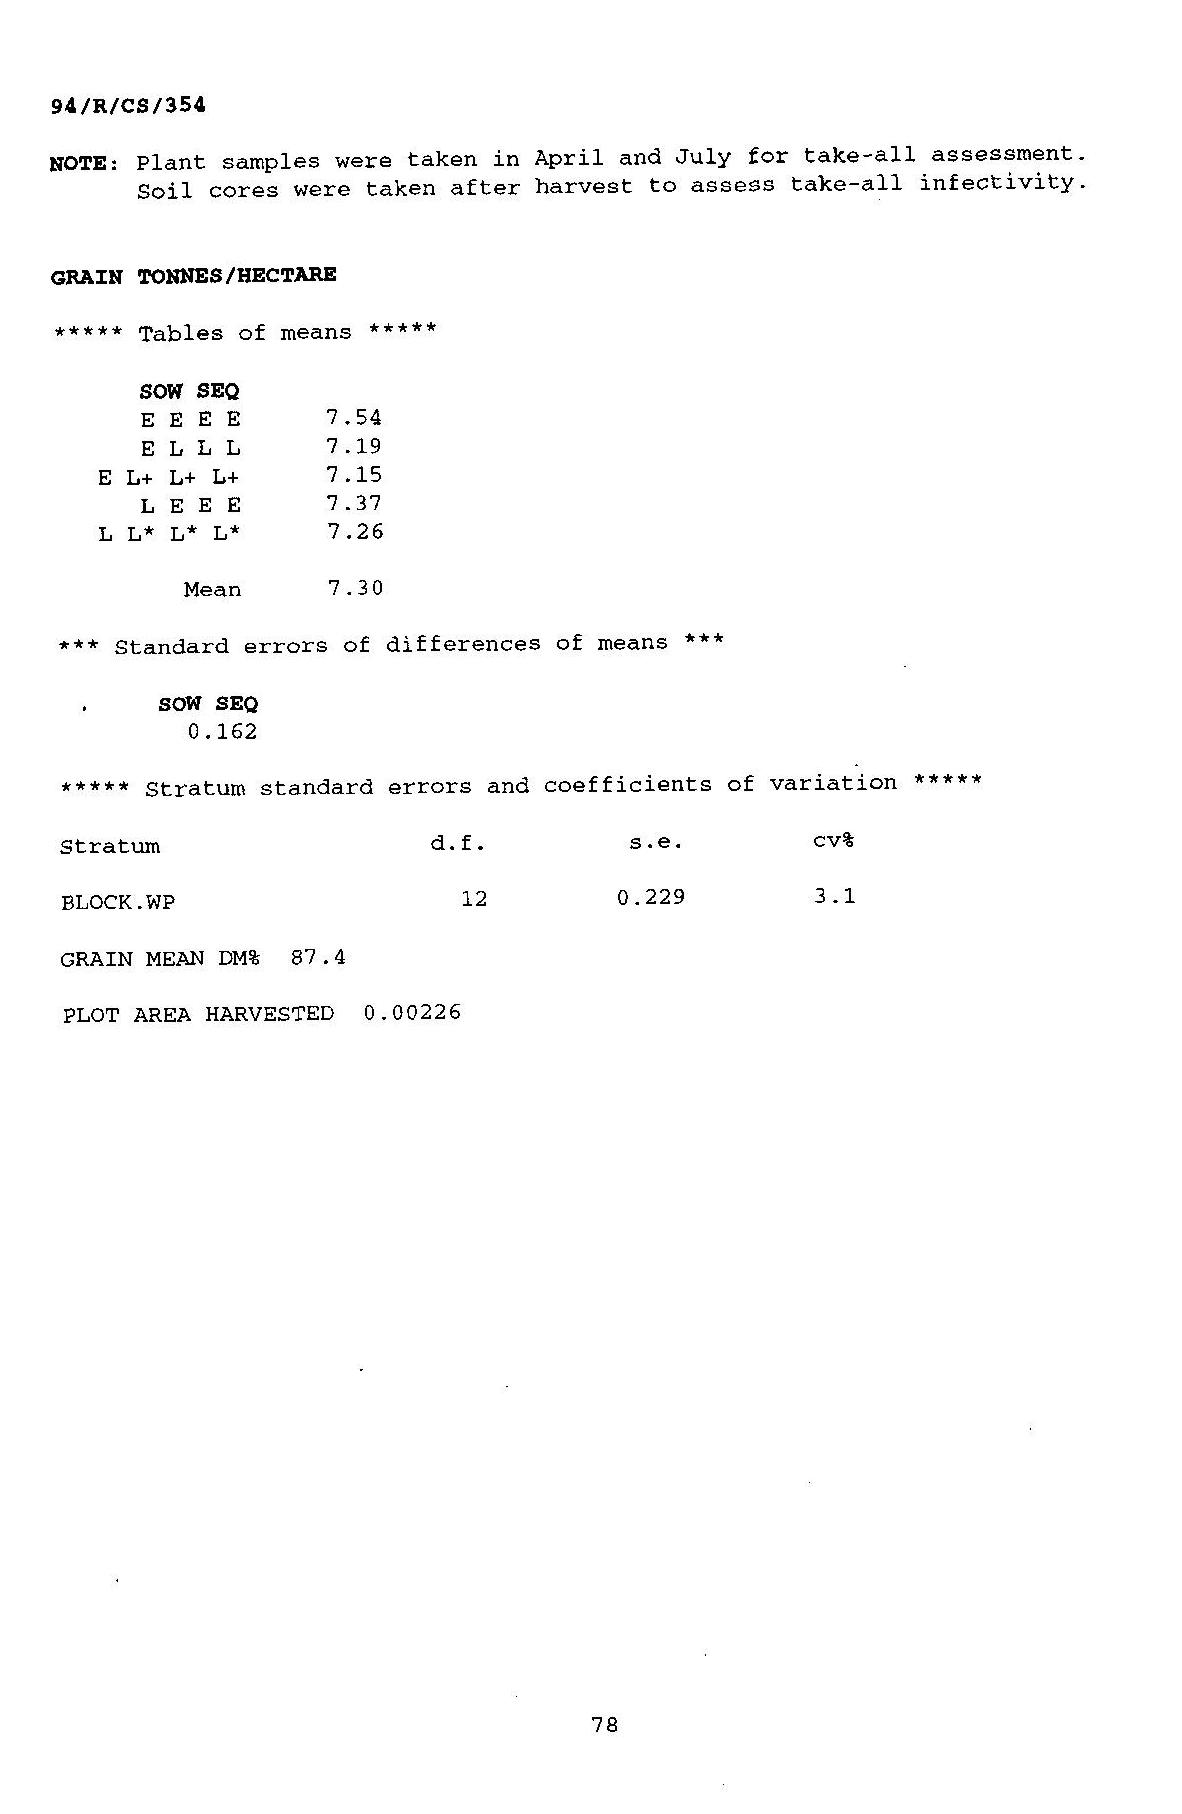 94/R/CS/354
NOTE: Plant samples were taken in April and July for take-all assessment.
Soil cores were taken after harvest to assess take-all infectivity.
GRAIN TONNES/HECTARE
***** Tables of means *****
SOW SEQ
E E E E 7.54
E L L L 7.19
E L+ L+ L+ 7.15
L E E E 7.37
L L* L* L* 7.26
Mean 7.30
*** Standard errors of differences of means ***
SOW SEQ
0.162
***** Stratum standard errors and coefficients of variation *****
Stratum d.f. s.e. cv%
BLOCK.WP 12 0.229 3.1
GRAIN MEAN DM% 87.4
PLOT AREA HARVESTED 0.00226
78